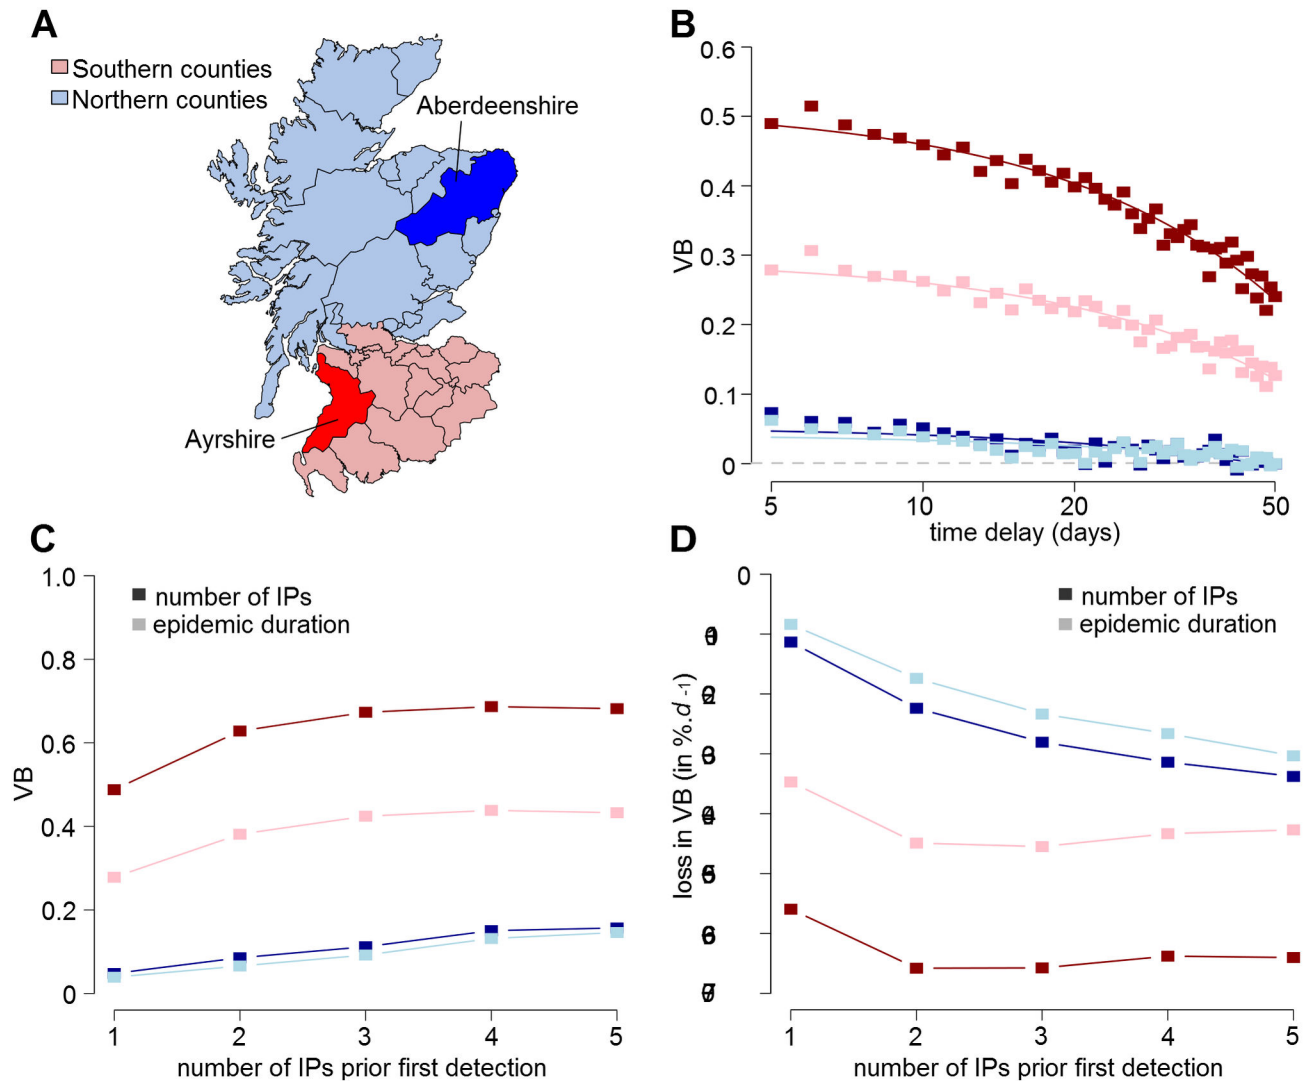 A
Southern counties
Northern counties
Aberdeenshire
Ayrshire
B
0.6
0.5
0.4
0.3
0.2
0.1
0
VB
5 10 20 50
time delay (days)
C
1.0
0.8
0.6
0.4
0.2
0
VB
number of IPs
epidemic duration
1 2 3 4 5
number of IPs prior first detection
D
0
loss in VB (in %.d -1)
number of IPs
epidemic duration
1 2 3 4 5
number of IPs prior first detection